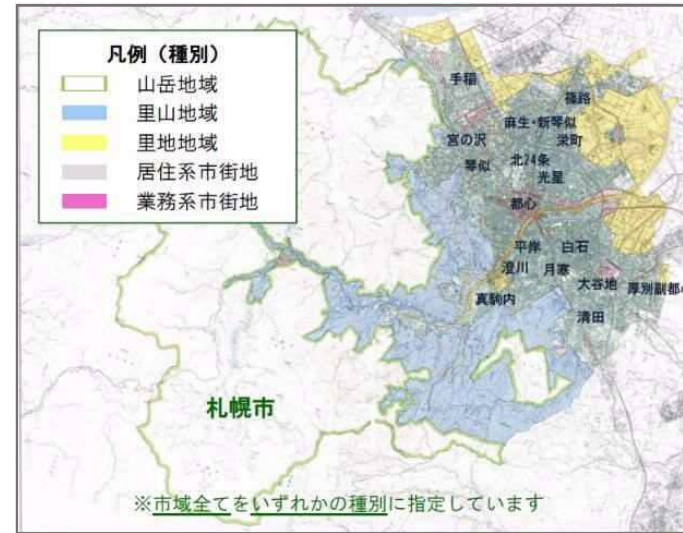 凡例（種別）
山岳地域
里山地域
里地地域
居住系市街地
業務系市街地
手稲
篠路
麻生・新琴似
宮の沢
栄町
北24条
琴似
光星
都心
平岸
白石
澄川
月寒
大谷地
厚別副都心
真駒内
清田
札幌市
※市域全てをいずれかの種別に指定しています